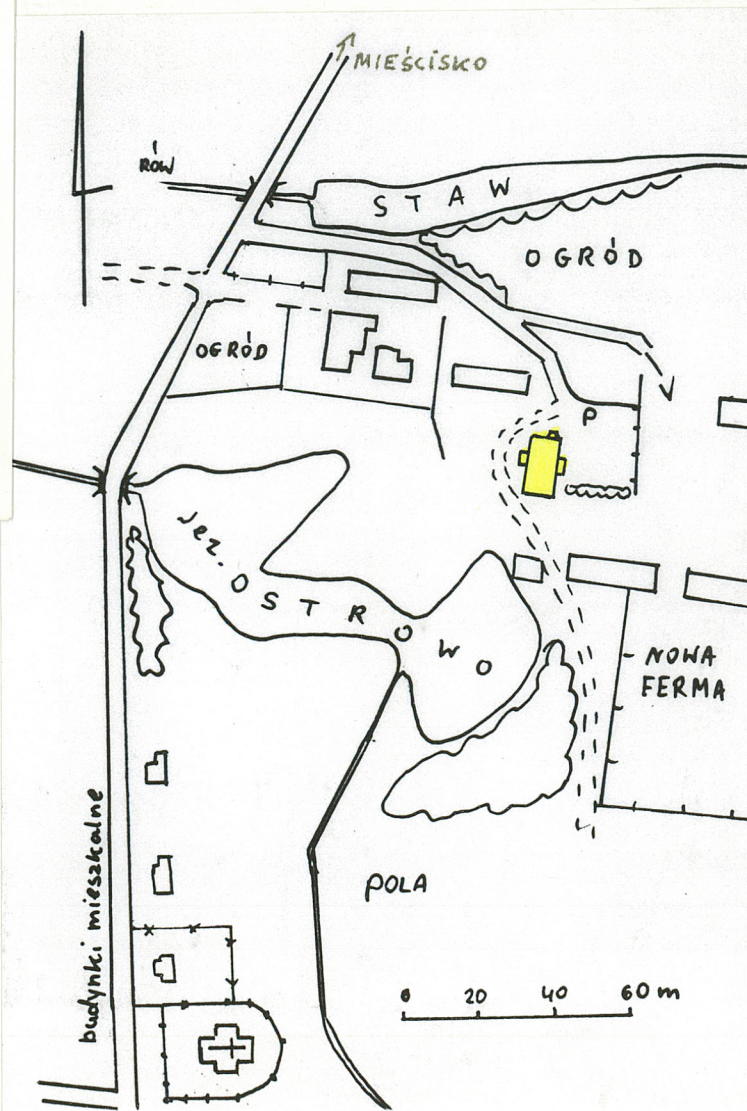 MIEŚCISKO
RÓW
STAW
OGRÓD
OGRÓD
P
Jez. OSTROWO
NOWA
FERMA
budynki mieszkalne
POLA
0 20 40 60 m